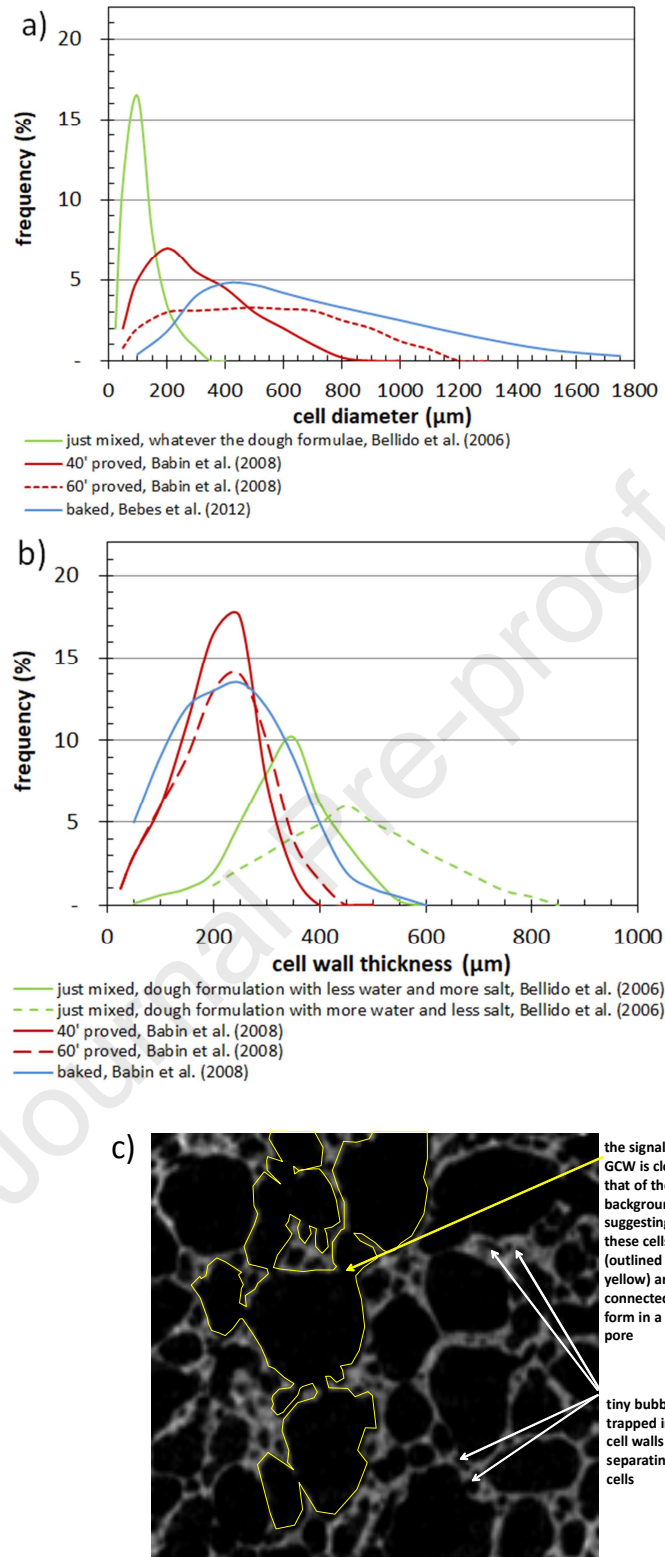 a)
20
15
10
5
-
frequency (%)
0 200 400 600 800 1000 1200 1400 1600 1800
cell diameter (µm)
just mixed, whatever the dough formulae, Bellido et al. (2006)
40' proved, Babin et al. (2008)
60' proved, Babin et al. (2008)
baked, Bebes et al. (2012)
b)
20
15
10
5
-
frequency (%)
0 200 400 600 800 1000
cell wall thickness (µm)
just mixed, dough formulation with less water and more salt, Bellido et al. (2006)
just mixed, dough formulation with more water and less salt, Bellido et al. (2006)
40' proved, Babin et al. (2008)
60' proved, Babin et al. (2008)
baked, Babin et al. (2008)
c)
the signal
GCW is clo
that of the
background
suggesting
these cells
(outlined
yellow) ar
connected
form in a
pore
tiny bubb
trapped i
cell walls
separatin
cells
Journal Pre-proof